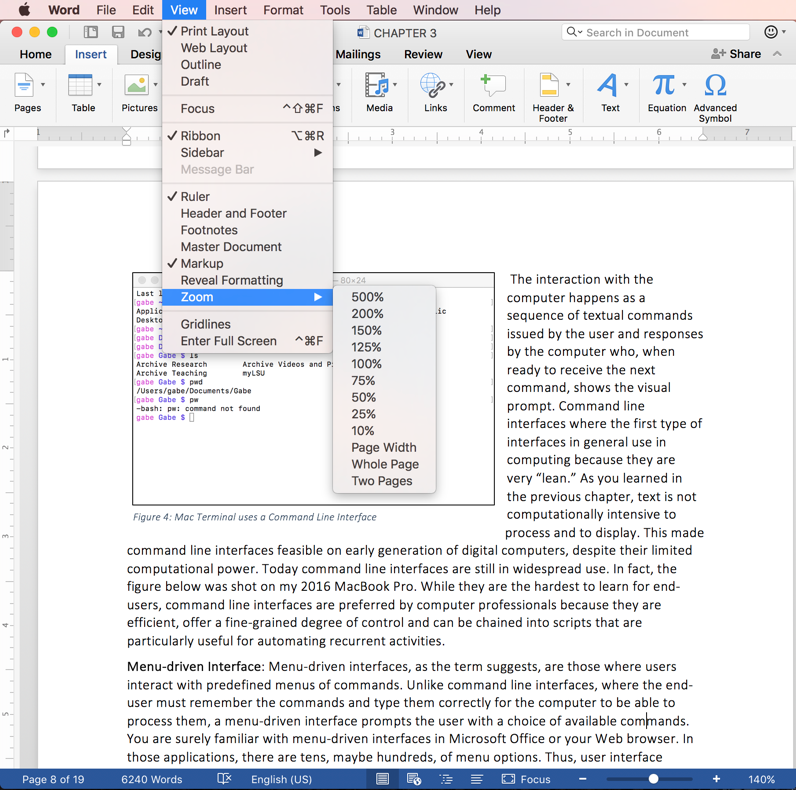 Word File Edit View Insert Format Tools Table Window Help
CHAPTER 3
Search in Document
Home Insert Desig Mailings Review View Share
Pages Table Pictures ns Media Links Comment Header & Footer Text Equation Advanced Symbol
1 3 4 5 6 7
Print Layout
Web Layout
Outline
Draft
Focus ^⇧⌘F
Ribbon ⌥⌘R
Sidebar
Message Bar
Ruler
Header and Footer
Footnotes
Master Document
Markup
Reveal Formatting
Zoom
Gridlines
Enter Full Screen ^⌘F
500%
200%
150%
125%
100%
75%
50%
25%
10%
Page Width
Whole Page
Two Pages
— 80×24
Last l
gabe ~
Applic ic
Deskto
gabe ~
gabe D
gabe D
gabe Gabe $ ls
Archive Research Archive Videos and P
Archive Teaching myLSU
gabe Gabe $ pwd
/Users/gabe/Documents/Gabe
gabe Gabe $ pw
-bash: pw: command not found
gabe Gabe $
Figure 4: Mac Terminal uses a Command Line Interface
The interaction with the
computer happens as a
sequence of textual commands
issued by the user and responses
by the computer who, when
ready to receive the next
command, shows the visual
prompt. Command line
interfaces where the first type of
interfaces in general use in
computing because they are
very “lean.” As you learned in
the previous chapter, text is not
computationally intensive to
process and to display. This made
command line interfaces feasible on early generation of digital computers, despite their limited
computational power. Today command line interfaces are still in widespread use. In fact, the
figure below was shot on my 2016 MacBook Pro. While they are the hardest to learn for end-
users, command line interfaces are preferred by computer professionals because they are
efficient, offer a fine-grained degree of control and can be chained into scripts that are
particularly useful for automating recurrent activities.
Menu-driven Interface: Menu-driven interfaces, as the term suggests, are those where users
interact with predefined menus of commands. Unlike command line interfaces, where the end-
user must remember the commands and type them correctly for the computer to be able to
process them, a menu-driven interface prompts the user with a choice of available commands.
You are surely familiar with menu-driven interfaces in Microsoft Office or your Web browser. In
those applications, there are tens, maybe hundreds, of menu options. Thus, user interface
Page 8 of 19 6240 Words English (US) Focus 140%